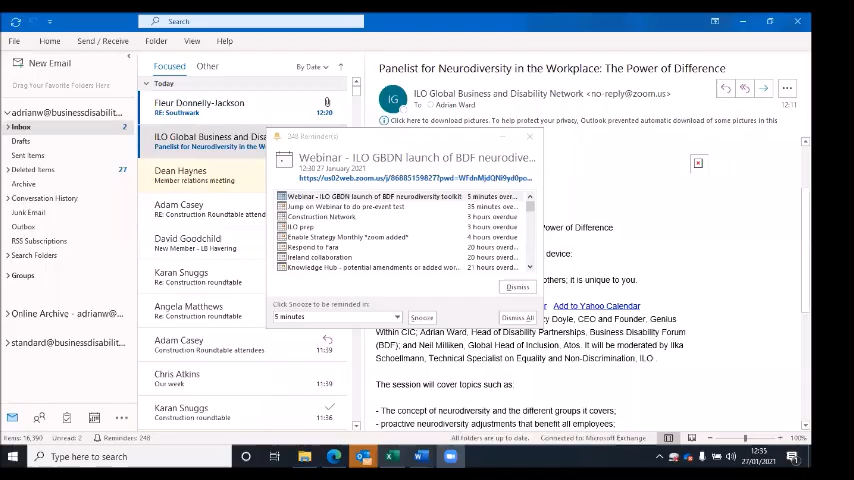 Search
File Home Send / Receive Folder View Help
New Email
Drag Your Favorite Folders Here
adrianw@businessdisabilit...
Inbox 2
Drafts
Sent Items
Deleted Items 27
Archive
Conversation History
Junk Email
Outbox
RSS Subscriptions
Search Folders
Groups
Online Archive - adrianw@...
standard@businessdisabilit...
Focused Other By Date
Today
Fleur Donnelly-Jackson
RE: Southwark 12:20
ILO Global Business and Disa
Panelist for Neurodiversity in the W
Dean Haynes
Member relations meeting
Adam Casey
RE: Construction Roundtable attend
David Goodchild
New Member - LB Havering
Karan Snuggs
RE: Construction roundtable
Angela Matthews
RE: Construction roundtable
Adam Casey
Construction Roundtable attendees 11:39
Chris Atkins
Our week 11:39
Karan Snuggs
Construction roundtable 11:36
248 Reminder(s)
Webinar - ILO GBDN launch of BDF neurodive...
12:30 27 January 2021
https://us02web.zoom.us/j/86885159827?pwd=WFdnMjdQNi9yd0po...
Webinar - ILO GBDN launch of BDF neurodiversity toolkit 5 minutes over...
Jump on Webinar to do pre-event test 35 minutes ove...
Construction Network 3 hours overdue
ILO prep 3 hours overdue
Enable Strategy Monthly *zoom added* 4 hours overdue
Respond to Fara 20 hours overd...
Ireland collaboration 20 hours overd...
Knowledge Hub - potential amendments or added wor... 21 hours overd...
Dismiss
Click Snooze to be reminded in:
5 minutes Snooze Dismiss All
Panelist for Neurodiversity in the Workplace: The Power of Difference
IG
ILO Global Business and Disability Network <no-reply@zoom.us>
To Adrian Ward 12:11
Click here to download pictures. To help protect your privacy, Outlook prevented automatic download of some pictures in this
Power of Difference
device:
others; it is unique to you.
Add to Yahoo Calendar
y Doyle, CEO and Founder, Genius
Within CIC; Adrian Ward, Head of Disability Partnerships, Business Disability Forum
(BDF); and Neil Milliken, Global Head of Inclusion, Atos. It will be moderated by Ilka
Schoellmann, Technical Specialist on Equality and Non-Discrimination, ILO .
The session will cover topics such as:
- The concept of neurodiversity and the different groups it covers;
- proactive neurodiversity adjustments that benefit all employees;
Items: 16,390 Unread: 2 Reminders: 248 All folders are up to date. Connected to: Microsoft Exchange 100%
Type here to search
12:35
27/01/2021